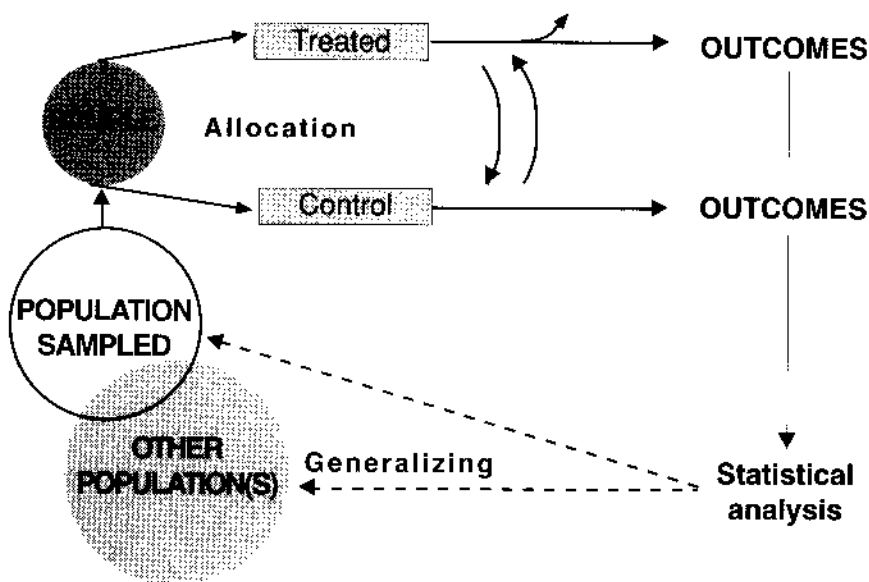 Treated
OUTCOMES
Allocation
Control
OUTCOMES
POPULATION
SAMPLED
OTHER
POPULATION(S)
Generalizing
Statistical
analysis